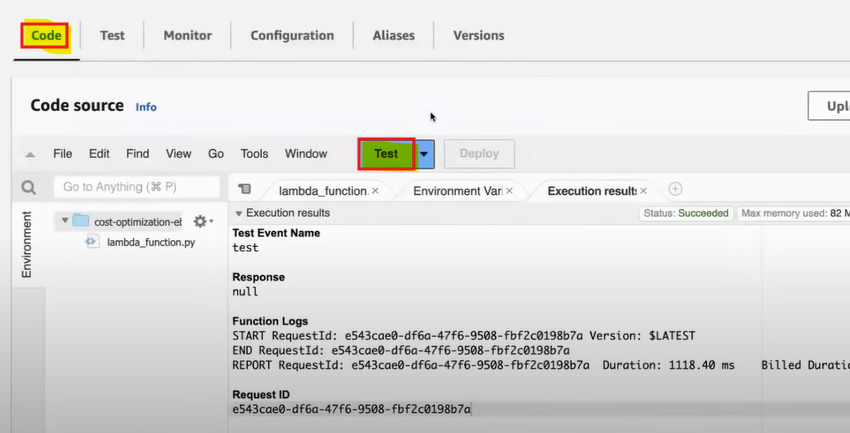 Code Test Monitor Configuration Aliases Versions
Code source Info
File Edit Find View Go Tools Window Test Deploy
Go to Anything (⌘ P) lambda_function. Environment Vari Execution results
Execution results Status: Succeeded Max memory used: 82 M
Environment
cost-optimization-el
lambda_function.py
Test Event Name
test
Response
null
Function Logs
START RequestId: e543cae0-df6a-47f6-9508-fbf2c0198b7a Version: $LATEST
END RequestId: e543cae0-df6a-47f6-9508-fbf2c0198b7a
REPORT RequestId: e543cae0-df6a-47f6-9508-fbf2c0198b7a Duration: 1118.40 ms Billed Duratio
Request ID
e543cae0-df6a-47f6-9508-fbf2c0198b7a